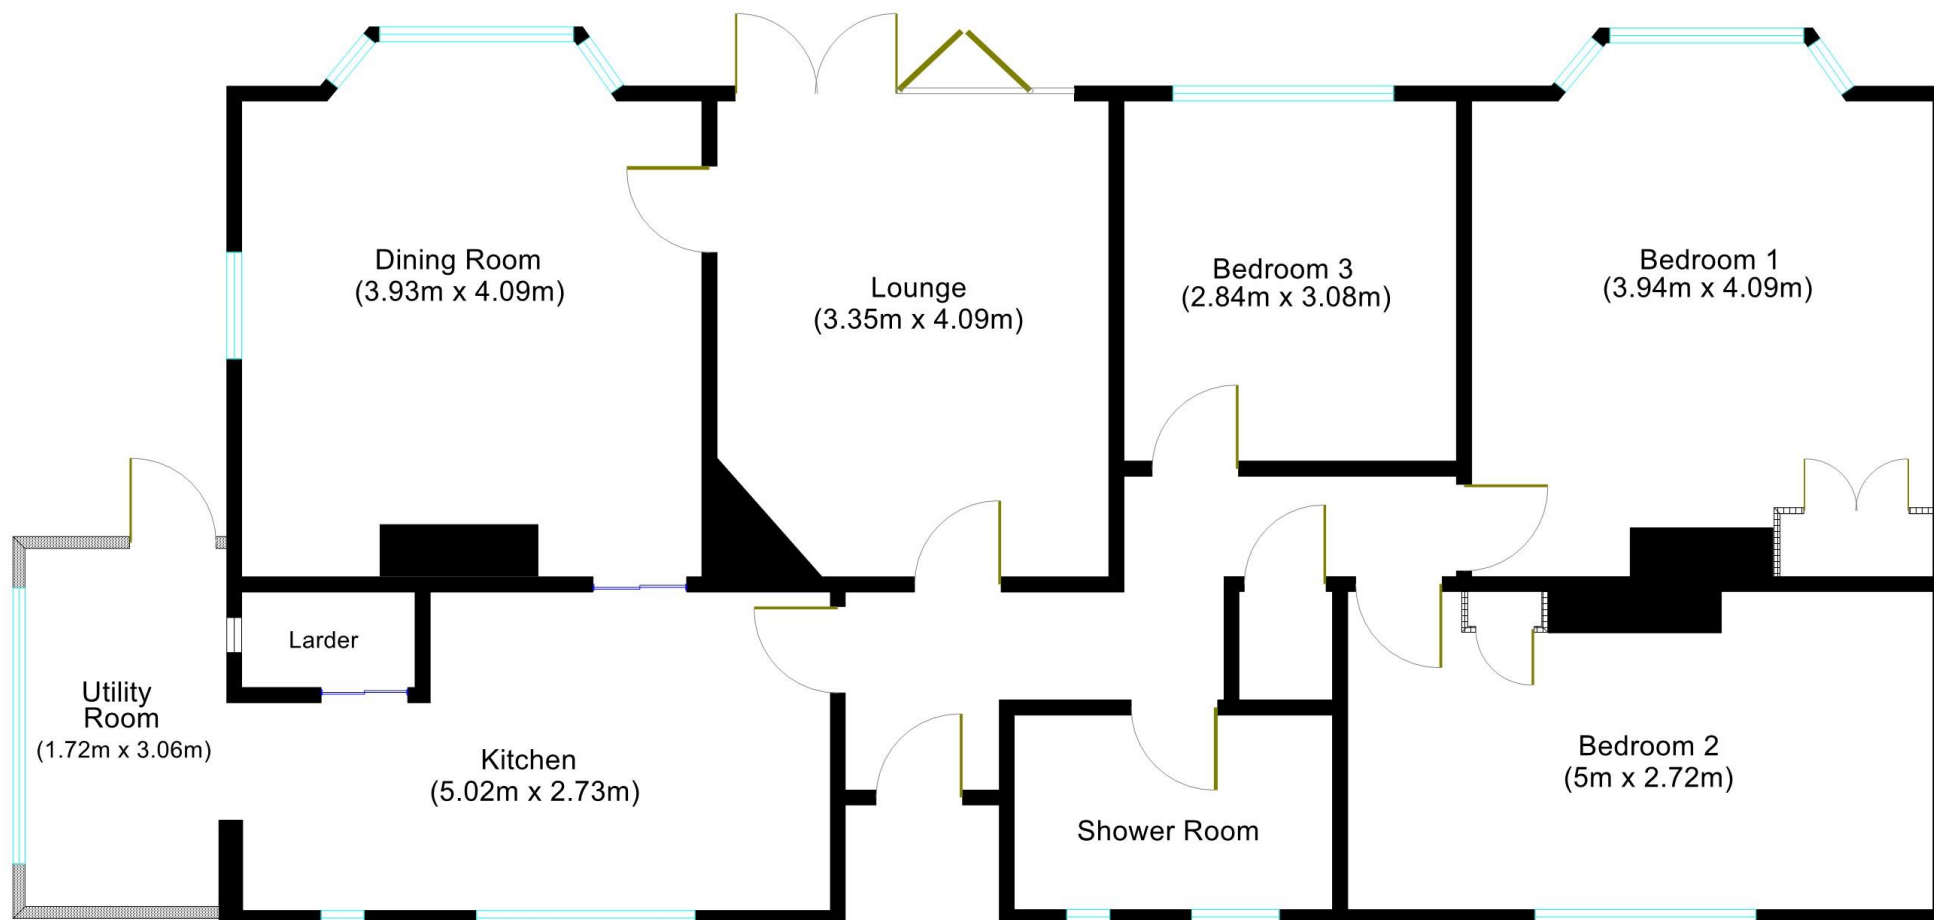 Dining Room
(3.93m x 4.09m)
Lounge
(3.35m x 4.09m)
Bedroom 3
(2.84m x 3.08m)
Bedroom 1
(3.94m x 4.09m)
Larder
Utility
Room
(1.72m x 3.06m)
Kitchen
(5.02m x 2.73m)
Shower Room
Bedroom 2
(5m x 2.72m)